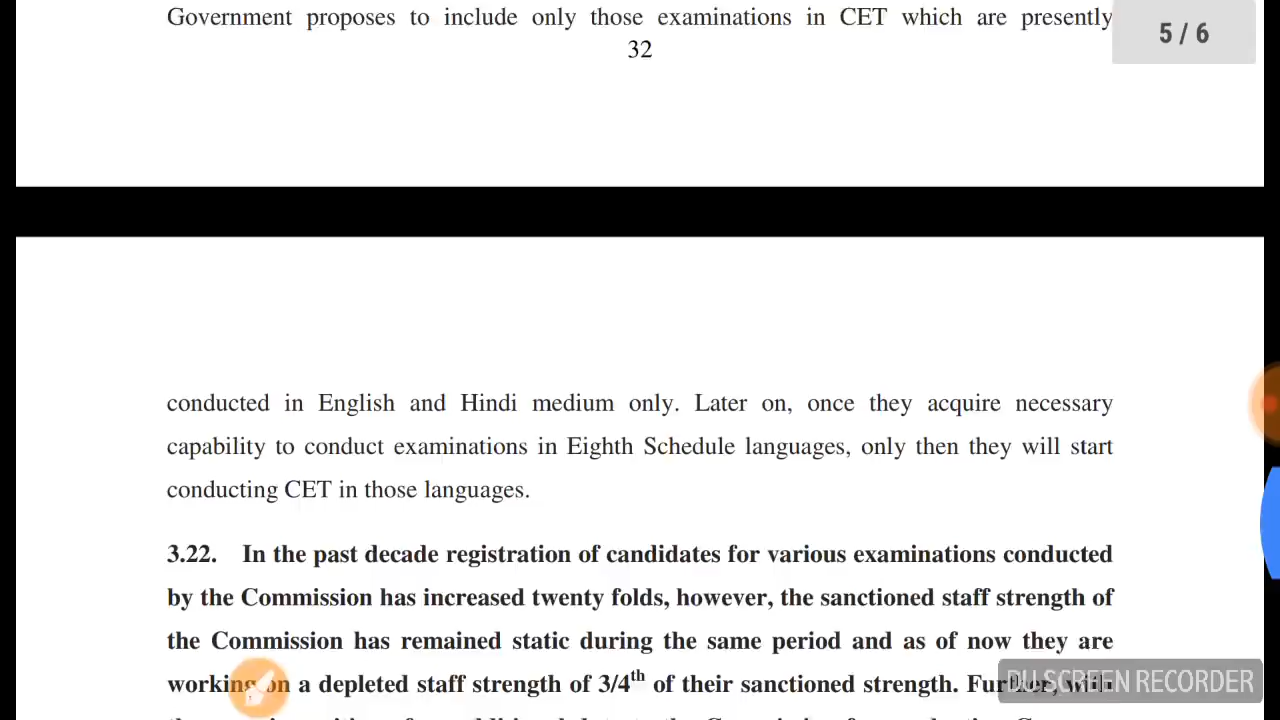 Government proposes to include only those examinations in CET which are presently
5 / 6
32
conducted in English and Hindi medium only. Later on, once they acquire necessary
capability to conduct examinations in Eighth Schedule languages, only then they will start
conducting CET in those languages.
3.22. In the past decade registration of candidates for various examinations conducted
by the Commission has increased twenty folds, however, the sanctioned staff strength of
the Commission has remained static during the same period and as of now they are
working on a depleted staff strength of 3/4th of their sanctioned strength. Further, with
DU SCREEN RECORDER